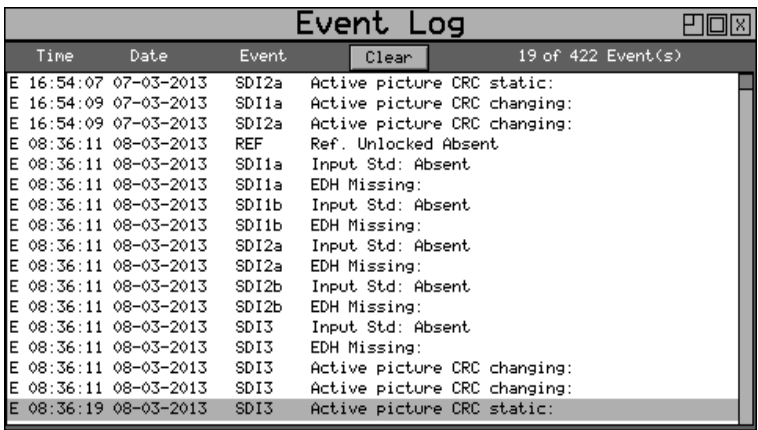 Event Log
Time Date Event Clear 19 of 422 Event(s)
E 16:54:07 07-03-2013 SDI2a Active picture CRC static:
E 16:54:09 07-03-2013 SDI1a Active picture CRC changing:
E 16:54:09 07-03-2013 SDI2a Active picture CRC changing:
E 08:36:11 08-03-2013 REF Ref. Unlocked Absent
E 08:36:11 08-03-2013 SDI1a Input Std: Absent
E 08:36:11 08-03-2013 SDI1a EDH Missing:
E 08:36:11 08-03-2013 SDI1b Input Std: Absent
E 08:36:11 08-03-2013 SDI1b EDH Missing:
E 08:36:11 08-03-2013 SDI2a Input Std: Absent
E 08:36:11 08-03-2013 SDI2a EDH Missing:
E 08:36:11 08-03-2013 SDI2b Input Std: Absent
E 08:36:11 08-03-2013 SDI2b EDH Missing:
E 08:36:11 08-03-2013 SDI3 Input Std: Absent
E 08:36:11 08-03-2013 SDI3 EDH Missing:
E 08:36:11 08-03-2013 SDI3 Active picture CRC changing:
E 08:36:11 08-03-2013 SDI3 Active picture CRC changing:
E 08:36:19 08-03-2013 SDI3 Active picture CRC static: